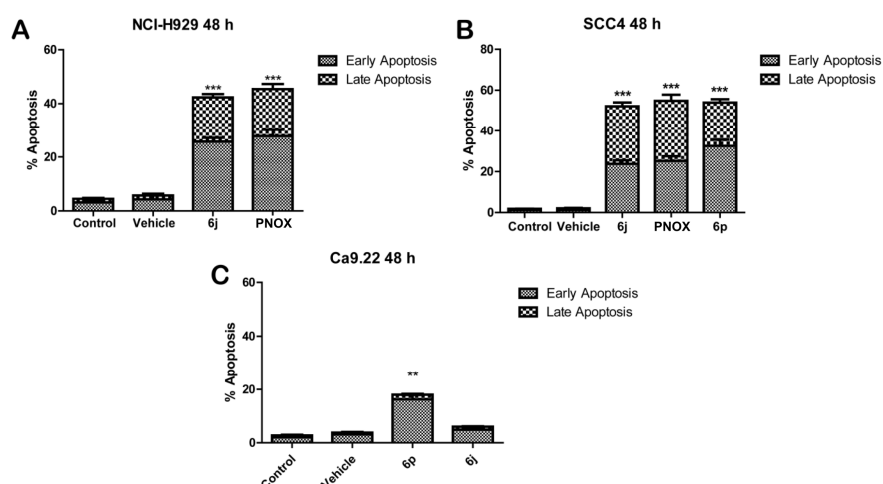 A
NCI-H929 48 h
60
40
20
0
% Apoptosis
***
***
Control
Vehicle
6j
PNOX
Early Apoptosis
Late Apoptosis
B
SCC4 48 h
80
60
40
20
0
% Apoptosis
***
***
***
Control
Vehicle
6j
PNOX
6p
Early Apoptosis
Late Apoptosis
C
Ca9.22 48 h
60
40
20
0
% Apoptosis
**
Control
Vehicle
6p
6j
Early Apoptosis
Late Apoptosis